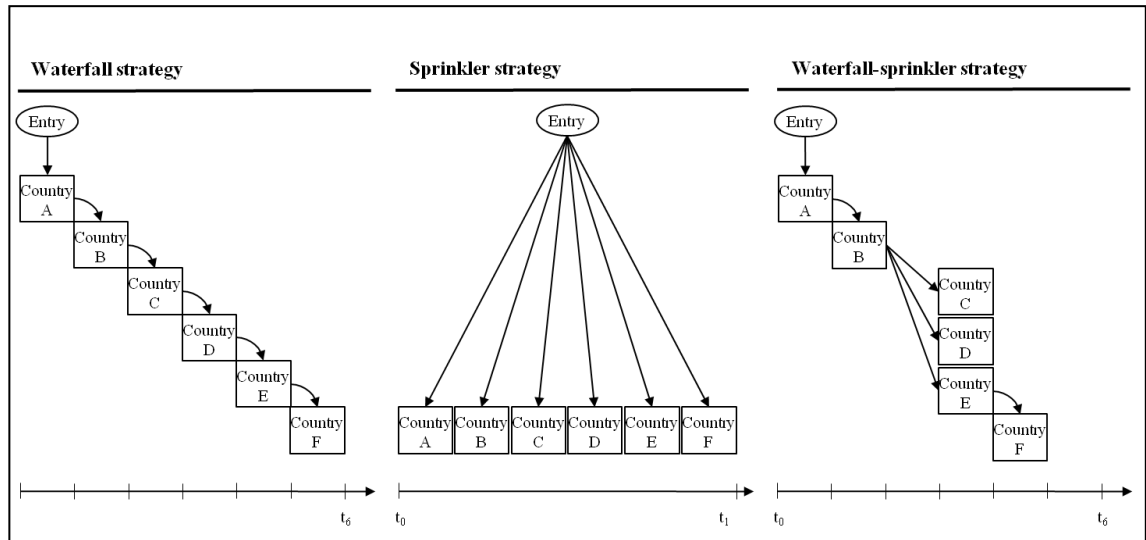 Waterfall strategy
Entry
Country
A
Country
B
Country
C
Country
D
Country
E
Country
F
t6
Sprinkler strategy
Entry
Country
A
Country
B
Country
C
Country
D
Country
E
Country
F
t0
t1
Waterfall-sprinkler strategy
Entry
Country
A
Country
B
Country
C
Country
D
Country
E
Country
F
t0
t6